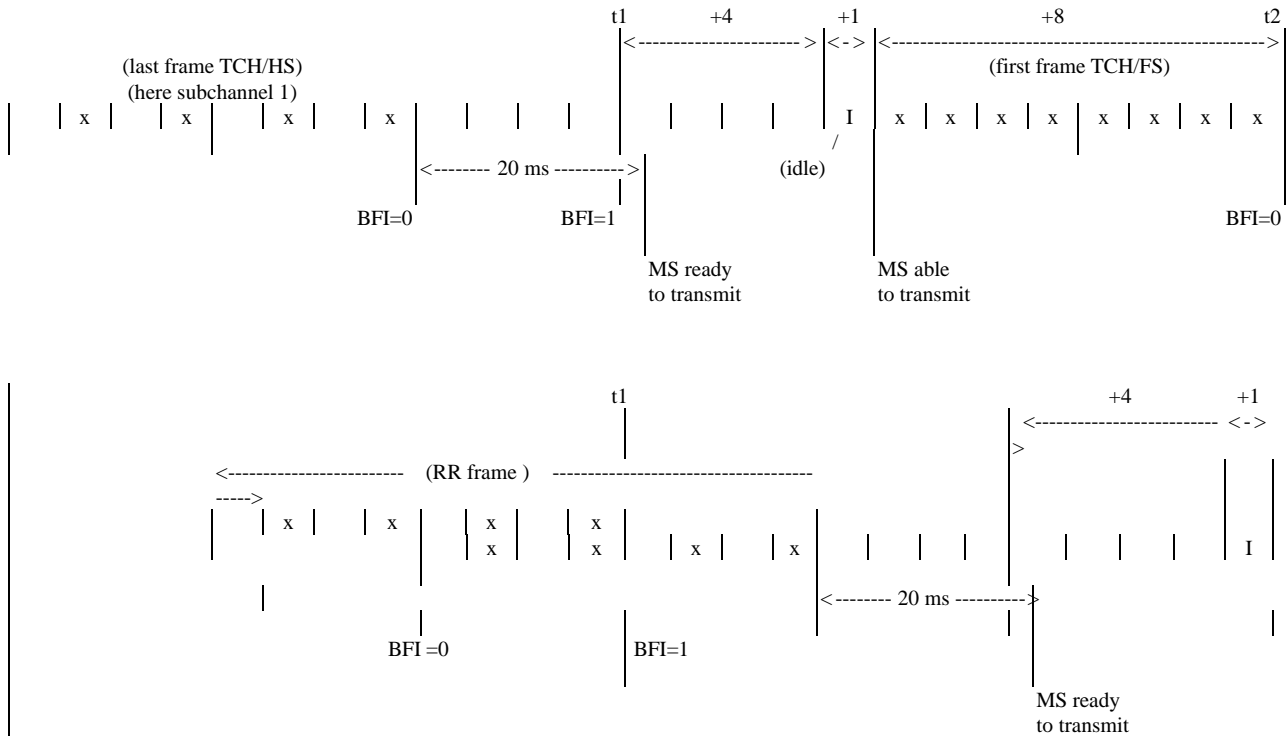 t1 +4 +1 +8 t2
<---------------------> <-> <------------------------------------------>
(last frame TCH/HS) (first frame TCH/FS)
(here subchannel 1)
x x x x I x x x x x x x x
/
<-------- 20 ms ----------> (idle)
BFI=0 BFI=1 BFI=0
MS ready MS able
to transmit to transmit
t1 +4 +1
<------------------------- <->
>
<----------------------- (RR frame ) ---------------------------------
----->
x x x x
x x x x I
<-------- 20 ms ---------->
BFI =0 BFI=1
MS ready
to transmit